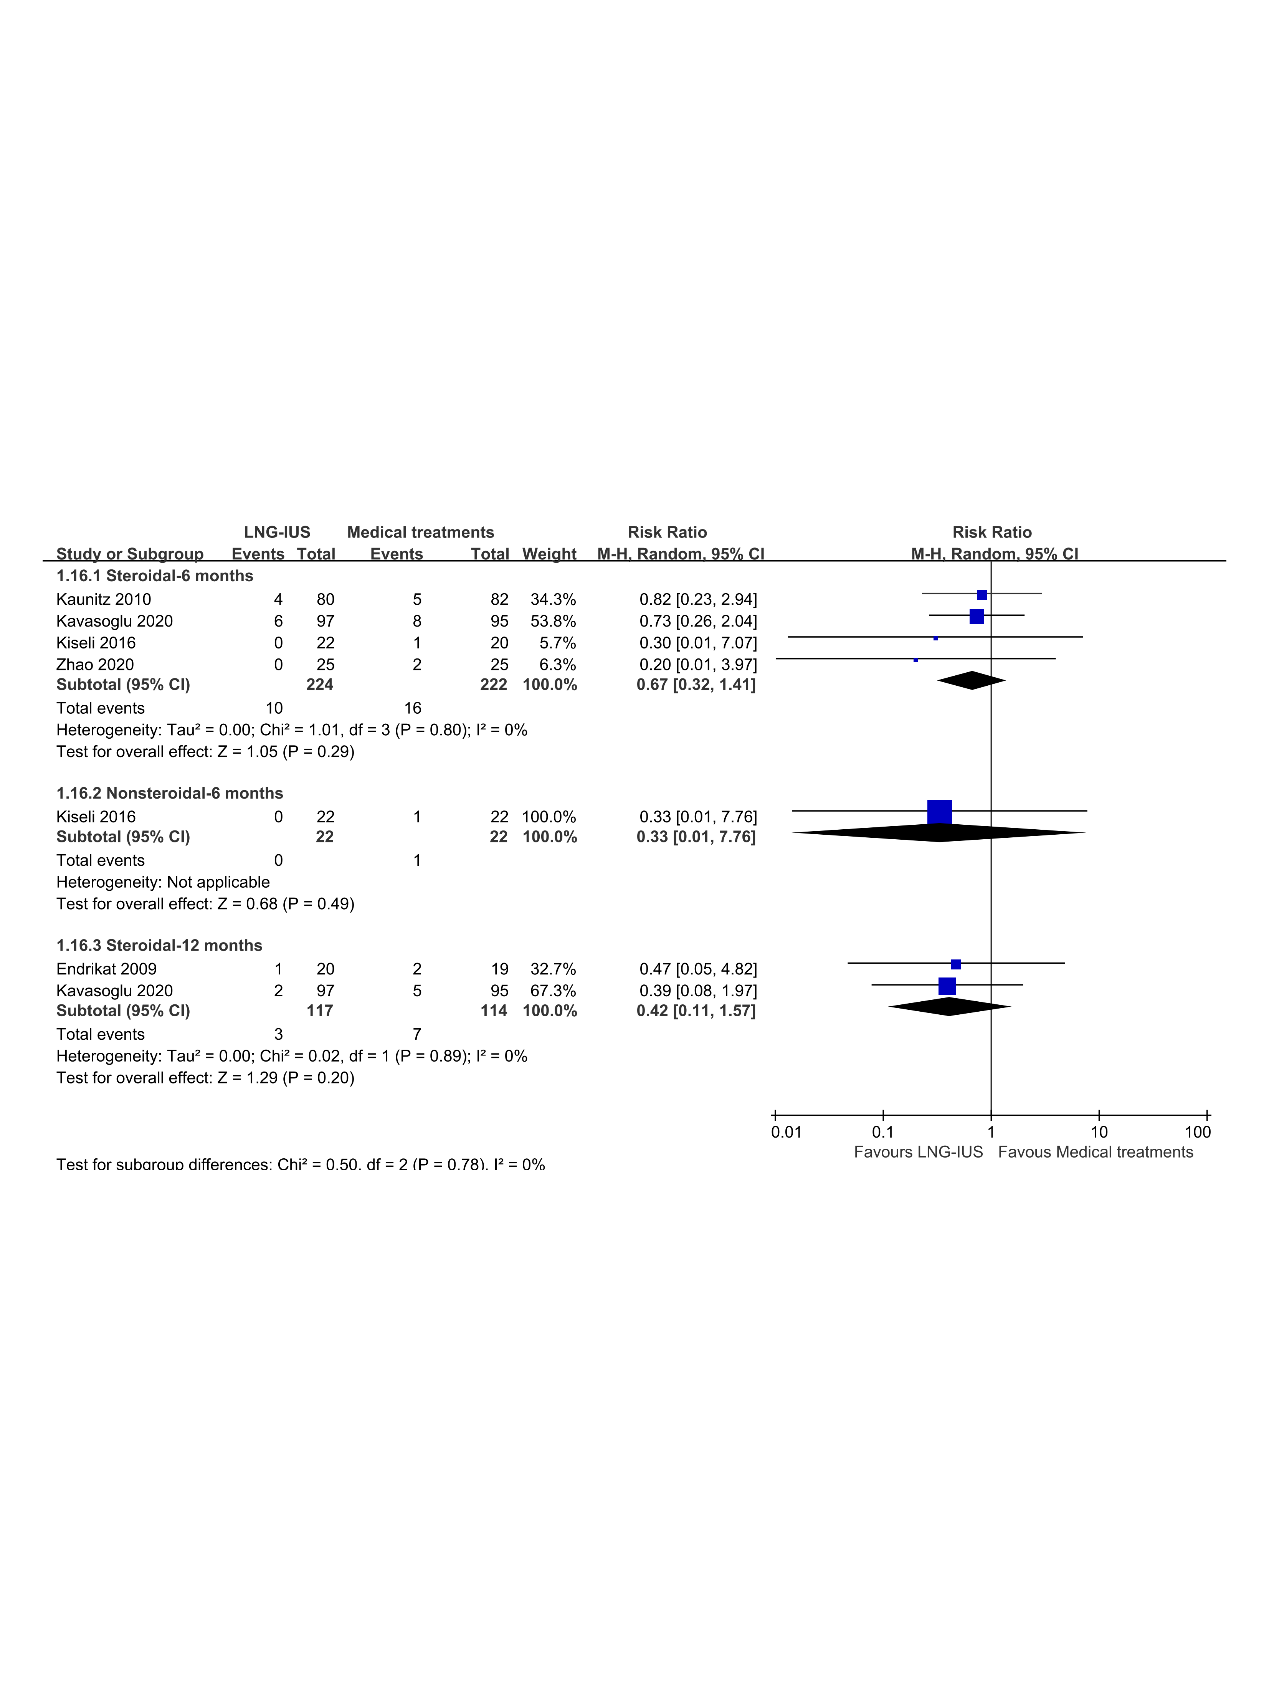 LNG-IUS Medical treatments Risk Ratio Risk Ratio
Study or Subgroup Events Total Events Total Weight M-H, Random, 95% CI M-H, Random, 95% CI
1.16.1 Steroidal-6 months
Kaunitz 2010 4 80 5 82 34.3% 0.82 [0.23, 2.94]
Kavasoglu 2020 6 97 8 95 53.8% 0.73 [0.26, 2.04]
Kiseli 2016 0 22 1 20 5.7% 0.30 [0.01, 7.07]
Zhao 2020 0 25 2 25 6.3% 0.20 [0.01, 3.97]
Subtotal (95% CI) 224 222 100.0% 0.67 [0.32, 1.41]
Total events 10 16
Heterogeneity: Tau² = 0.00; Chi² = 1.01, df = 3 (P = 0.80); I² = 0%
Test for overall effect: Z = 1.05 (P = 0.29)
1.16.2 Nonsteroidal-6 months
Kiseli 2016 0 22 1 22 100.0% 0.33 [0.01, 7.76]
Subtotal (95% CI) 22 22 100.0% 0.33 [0.01, 7.76]
Total events 0 1
Heterogeneity: Not applicable
Test for overall effect: Z = 0.68 (P = 0.49)
1.16.3 Steroidal-12 months
Endrikat 2009 1 20 2 19 32.7% 0.47 [0.05, 4.82]
Kavasoglu 2020 2 97 5 95 67.3% 0.39 [0.08, 1.97]
Subtotal (95% CI) 117 114 100.0% 0.42 [0.11, 1.57]
Total events 3 7
Heterogeneity: Tau² = 0.00; Chi² = 0.02, df = 1 (P = 0.89); I² = 0%
Test for overall effect: Z = 1.29 (P = 0.20)
0.01 0.1 1 10 100
Favours LNG-IUS Favous Medical treatments
Test for subgroup differences: Chi² = 0.50, df = 2 (P = 0.78), I² = 0%